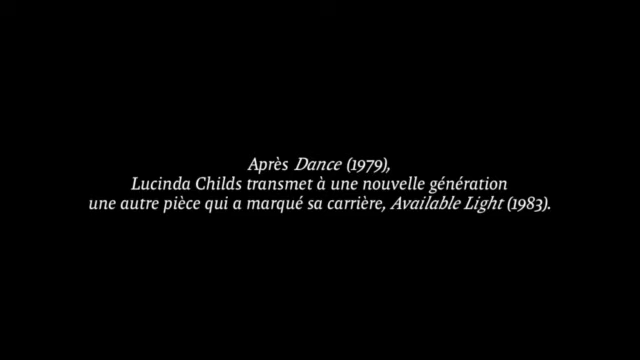 Après Dance (1979),
Lucinda Childs transmet à une nouvelle génération
une autre pièce qui a marqué sa carrière, Available Light (1983).